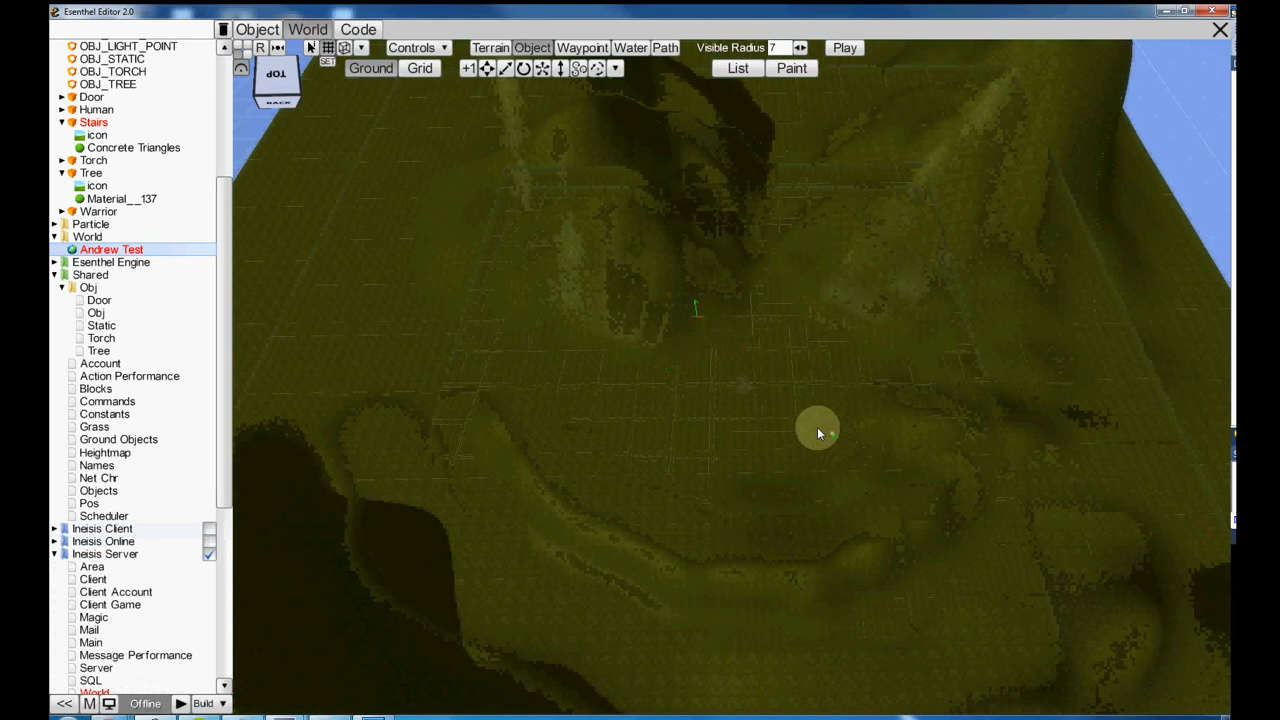 Esenthel Editor 2.0
Object World Code
OBJ_LIGHT_POINT
R Controls Terrain Object Waypoint Water Path Visible Radius 7 Play
OBJ_STATIC
SET
Ground Grid +1 List Paint
OBJ_TORCH
TOP
OBJ_TREE
BACK
Door
Human
Stairs
icon
Concrete Triangles
Torch
Tree
icon
Material__137
Warrior
Particle
World
Andrew Test
Esenthel Engine
Shared
Obj
Door
Obj
Static
Torch
Tree
Account
Action Performance
Blocks
Commands
Constants
Grass
Ground Objects
Heightmap
Names
Net Chr
Objects
Pos
Scheduler
Ineisis Client
Ineisis Online
Ineisis Server
Area
Client
Client Account
Client Game
Magic
Mail
Main
Message Performance
Server
SQL
World
<< M Offline Build